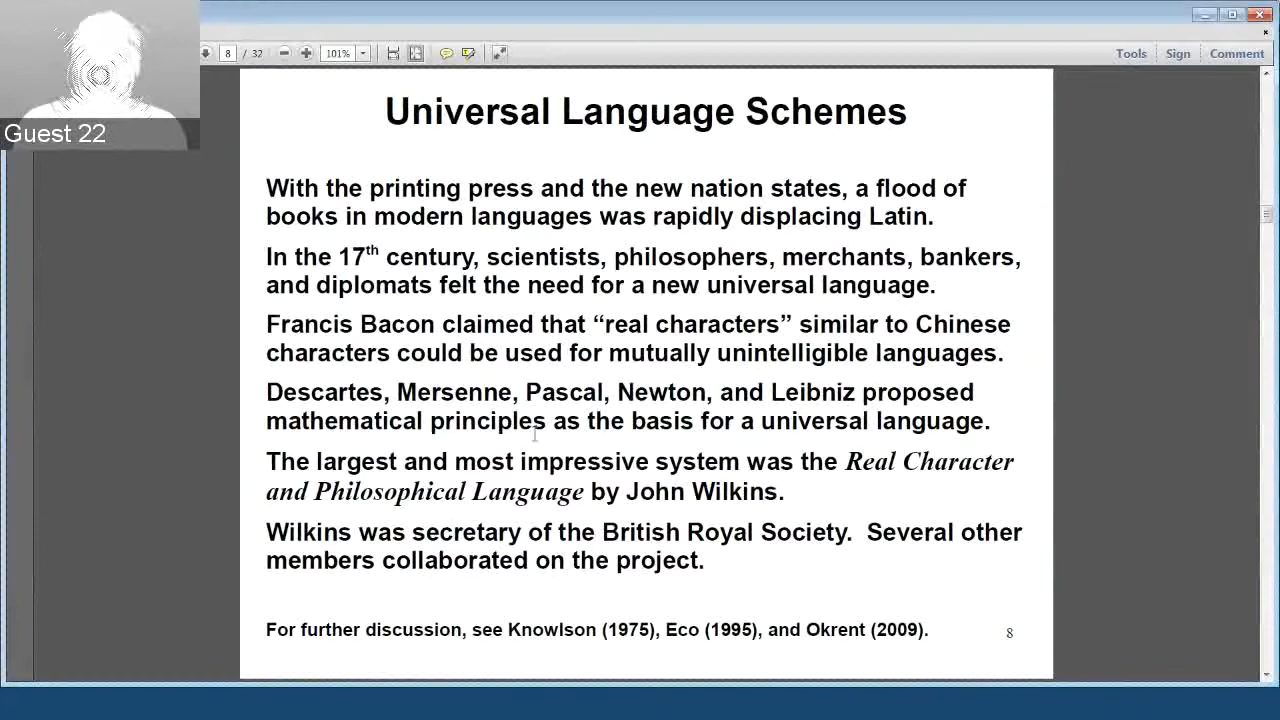 Guest 22
8 / 32
101%
Tools
Sign
Comment
Universal Language Schemes
With the printing press and the new nation states, a flood of
books in modern languages was rapidly displacing Latin.
In the 17th century, scientists, philosophers, merchants, bankers,
and diplomats felt the need for a new universal language.
Francis Bacon claimed that “real characters” similar to Chinese
characters could be used for mutually unintelligible languages.
Descartes, Mersenne, Pascal, Newton, and Leibniz proposed
mathematical principles as the basis for a universal language.
The largest and most impressive system was the Real Character
and Philosophical Language by John Wilkins.
Wilkins was secretary of the British Royal Society.  Several other
members collaborated on the project.
For further discussion, see Knowlson (1975), Eco (1995), and Okrent (2009).
8